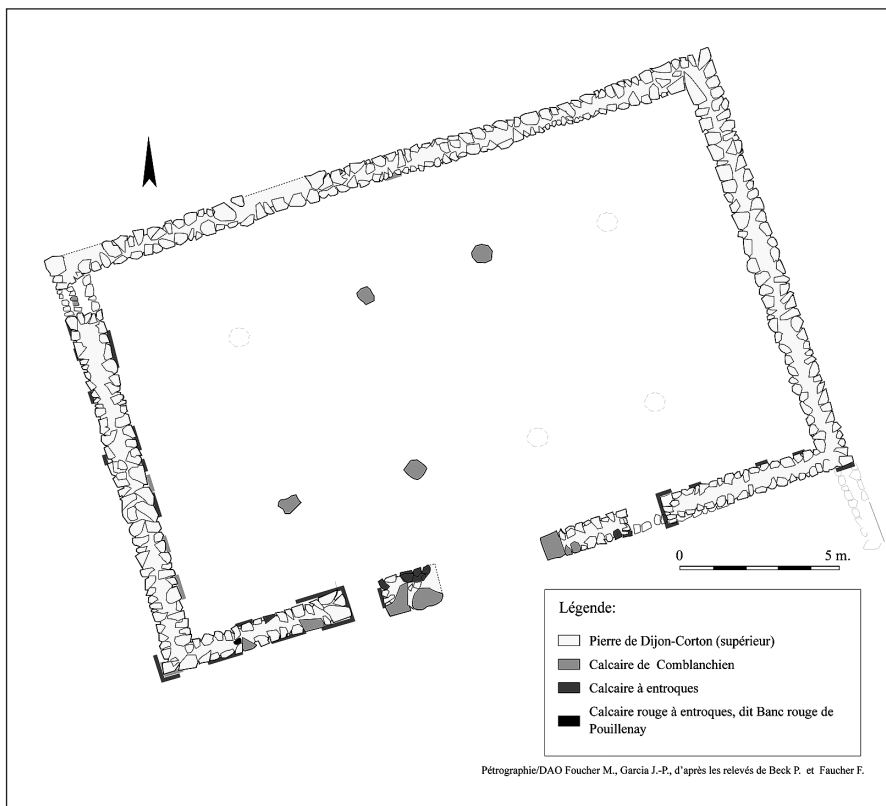 0
5 m.
Légende:
Pierre de Dijon-Corton (supérieur)
Calcaire de Comblanchien
Calcaire à entroques
Calcaire rouge à entroques, dit Banc rouge de
Pouillenay
Pétrographie/DAO Foucher M., Garcia J.-P., d'après les relevés de Beck P. et Faucher F.